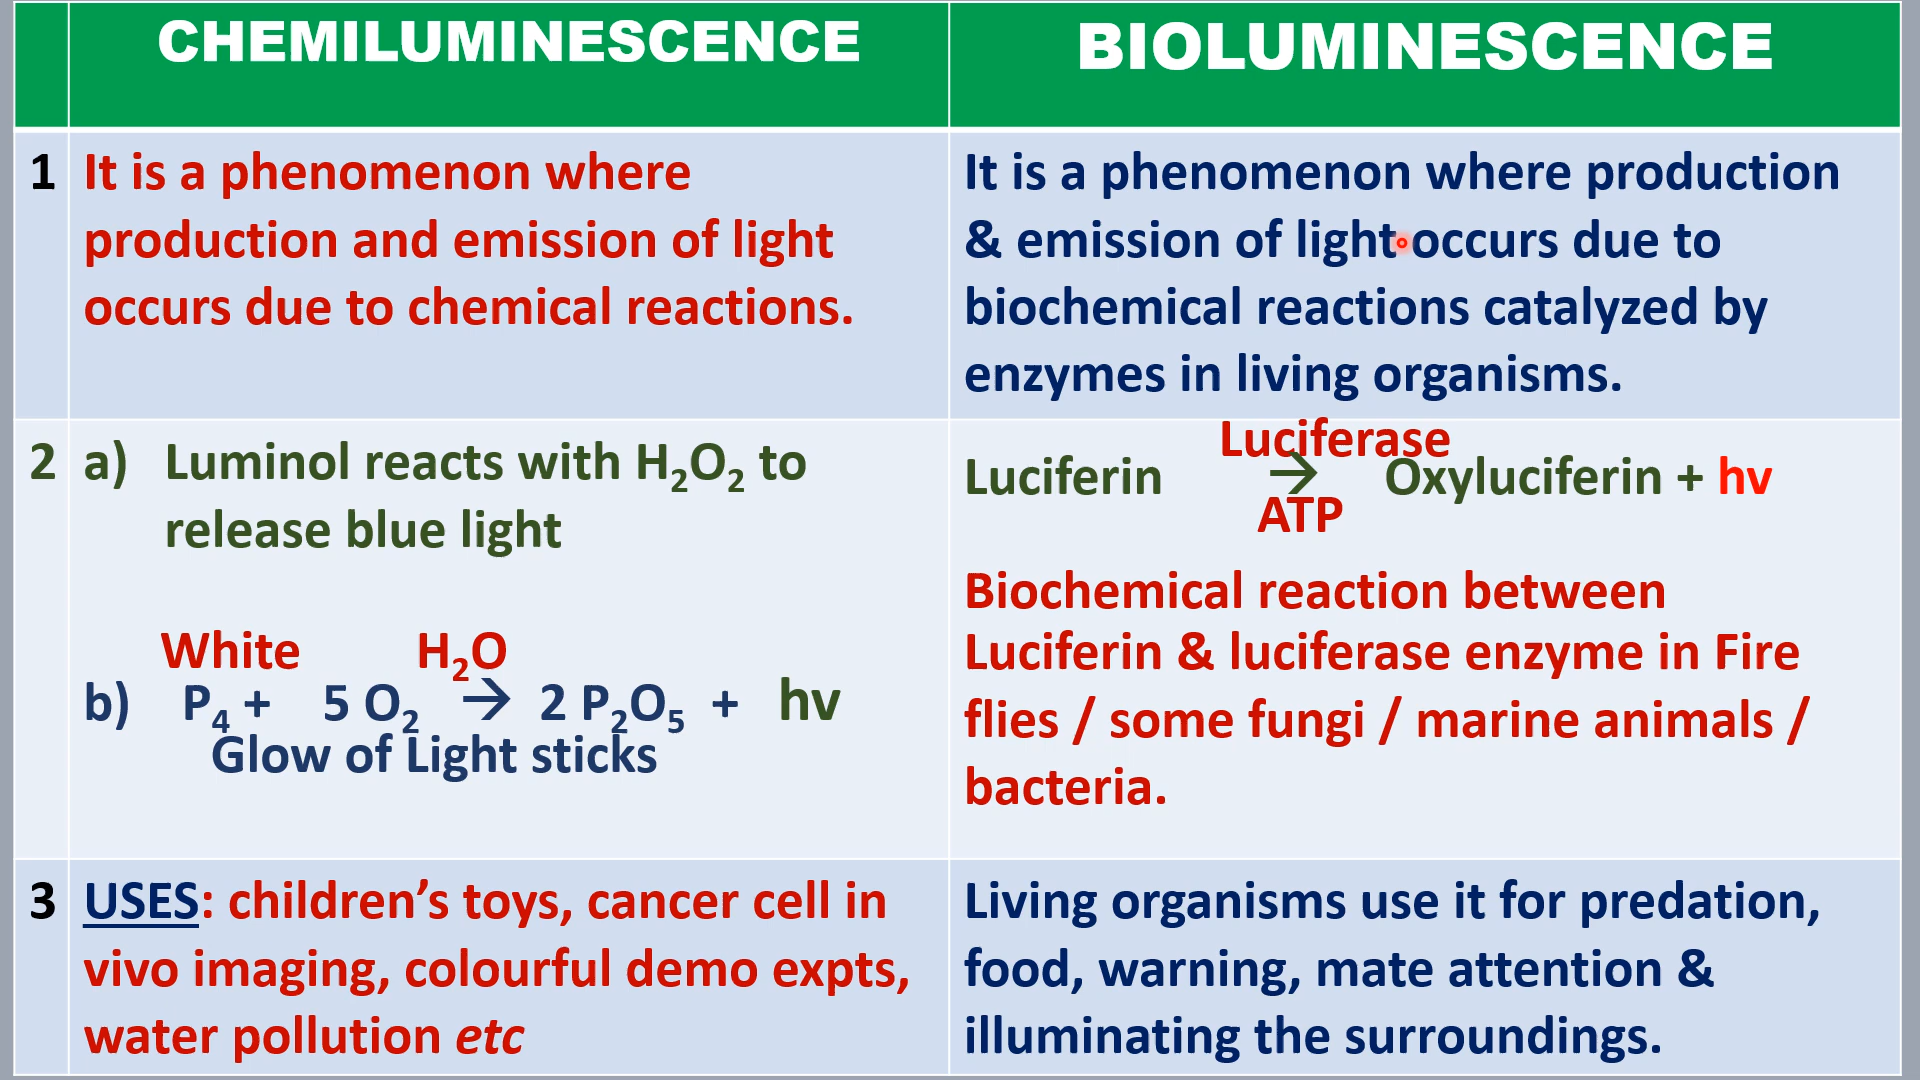 CHEMILUMINESCENCE
BIOLUMINESCENCE
1
It is a phenomenon where
production and emission of light
occurs due to chemical reactions.
It is a phenomenon where production
& emission of light occurs due to
biochemical reactions catalyzed by
enzymes in living organisms.
2
a) Luminol reacts with H₂O₂ to
release blue light
White H₂O
b) P₄ + 5 O₂ → 2 P₂O₅ + hv
Glow of Light sticks
Luciferase
Luciferin → Oxyluciferin + hv
ATP
Biochemical reaction between
Luciferin & luciferase enzyme in Fire
flies / some fungi / marine animals /
bacteria.
3
USES: children’s toys, cancer cell in
vivo imaging, colourful demo expts,
water pollution etc
Living organisms use it for predation,
food, warning, mate attention &
illuminating the surroundings.